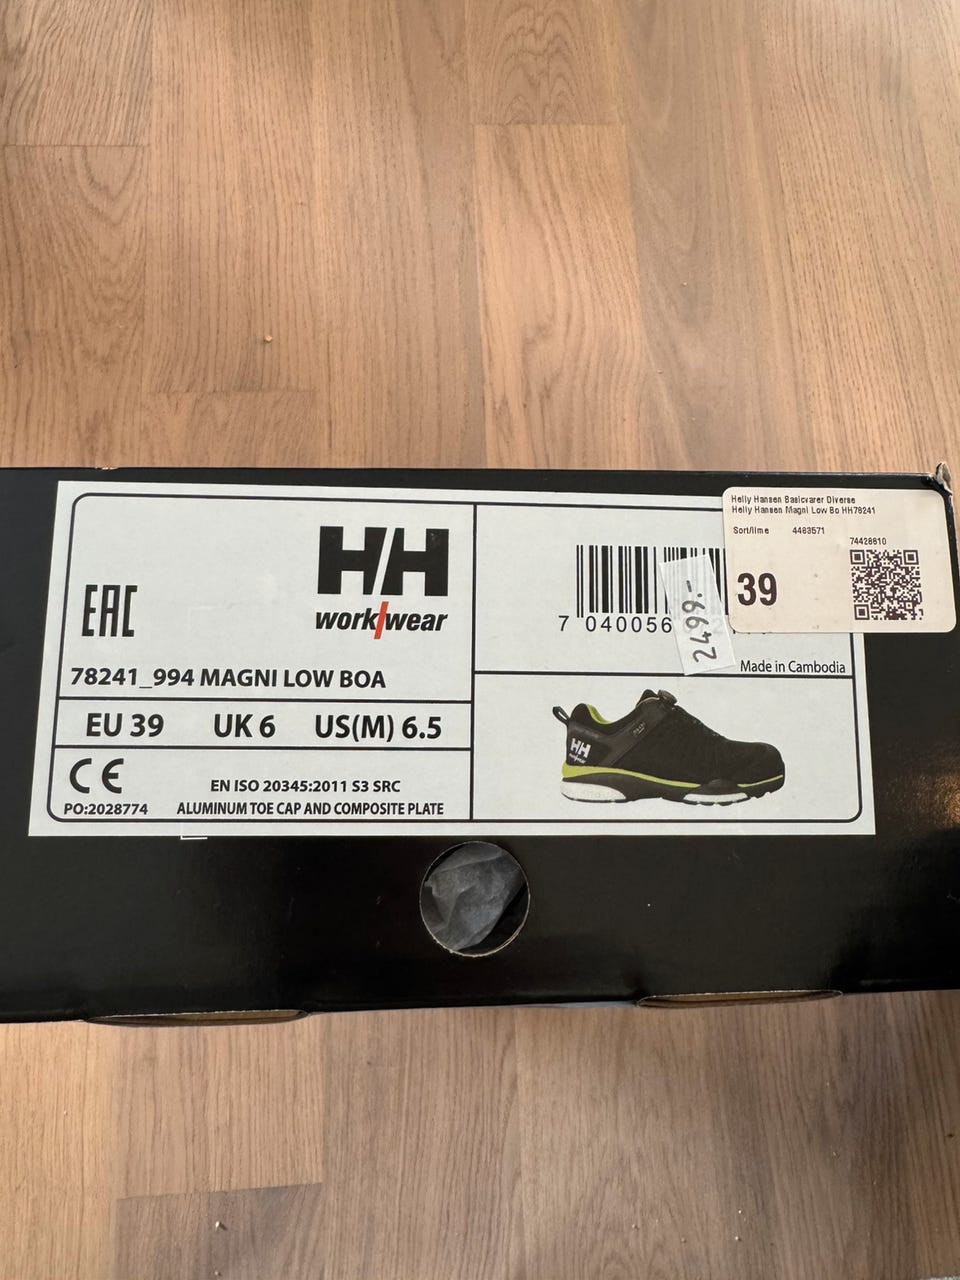 Helly Hansen Basicvarer Diverse
Helly Hansen Magni Low Bo HH78241
Sort/lime 4483571
74428810
39
HH
work/wear
EAC
7 040056
2499.-
Made in Cambodia
78241_994 MAGNI LOW BOA
EU 39 UK 6 US(M) 6.5
CE
EN ISO 20345:2011 S3 SRC
PO:2028774 ALUMINUM TOE CAP AND COMPOSITE PLATE
HH